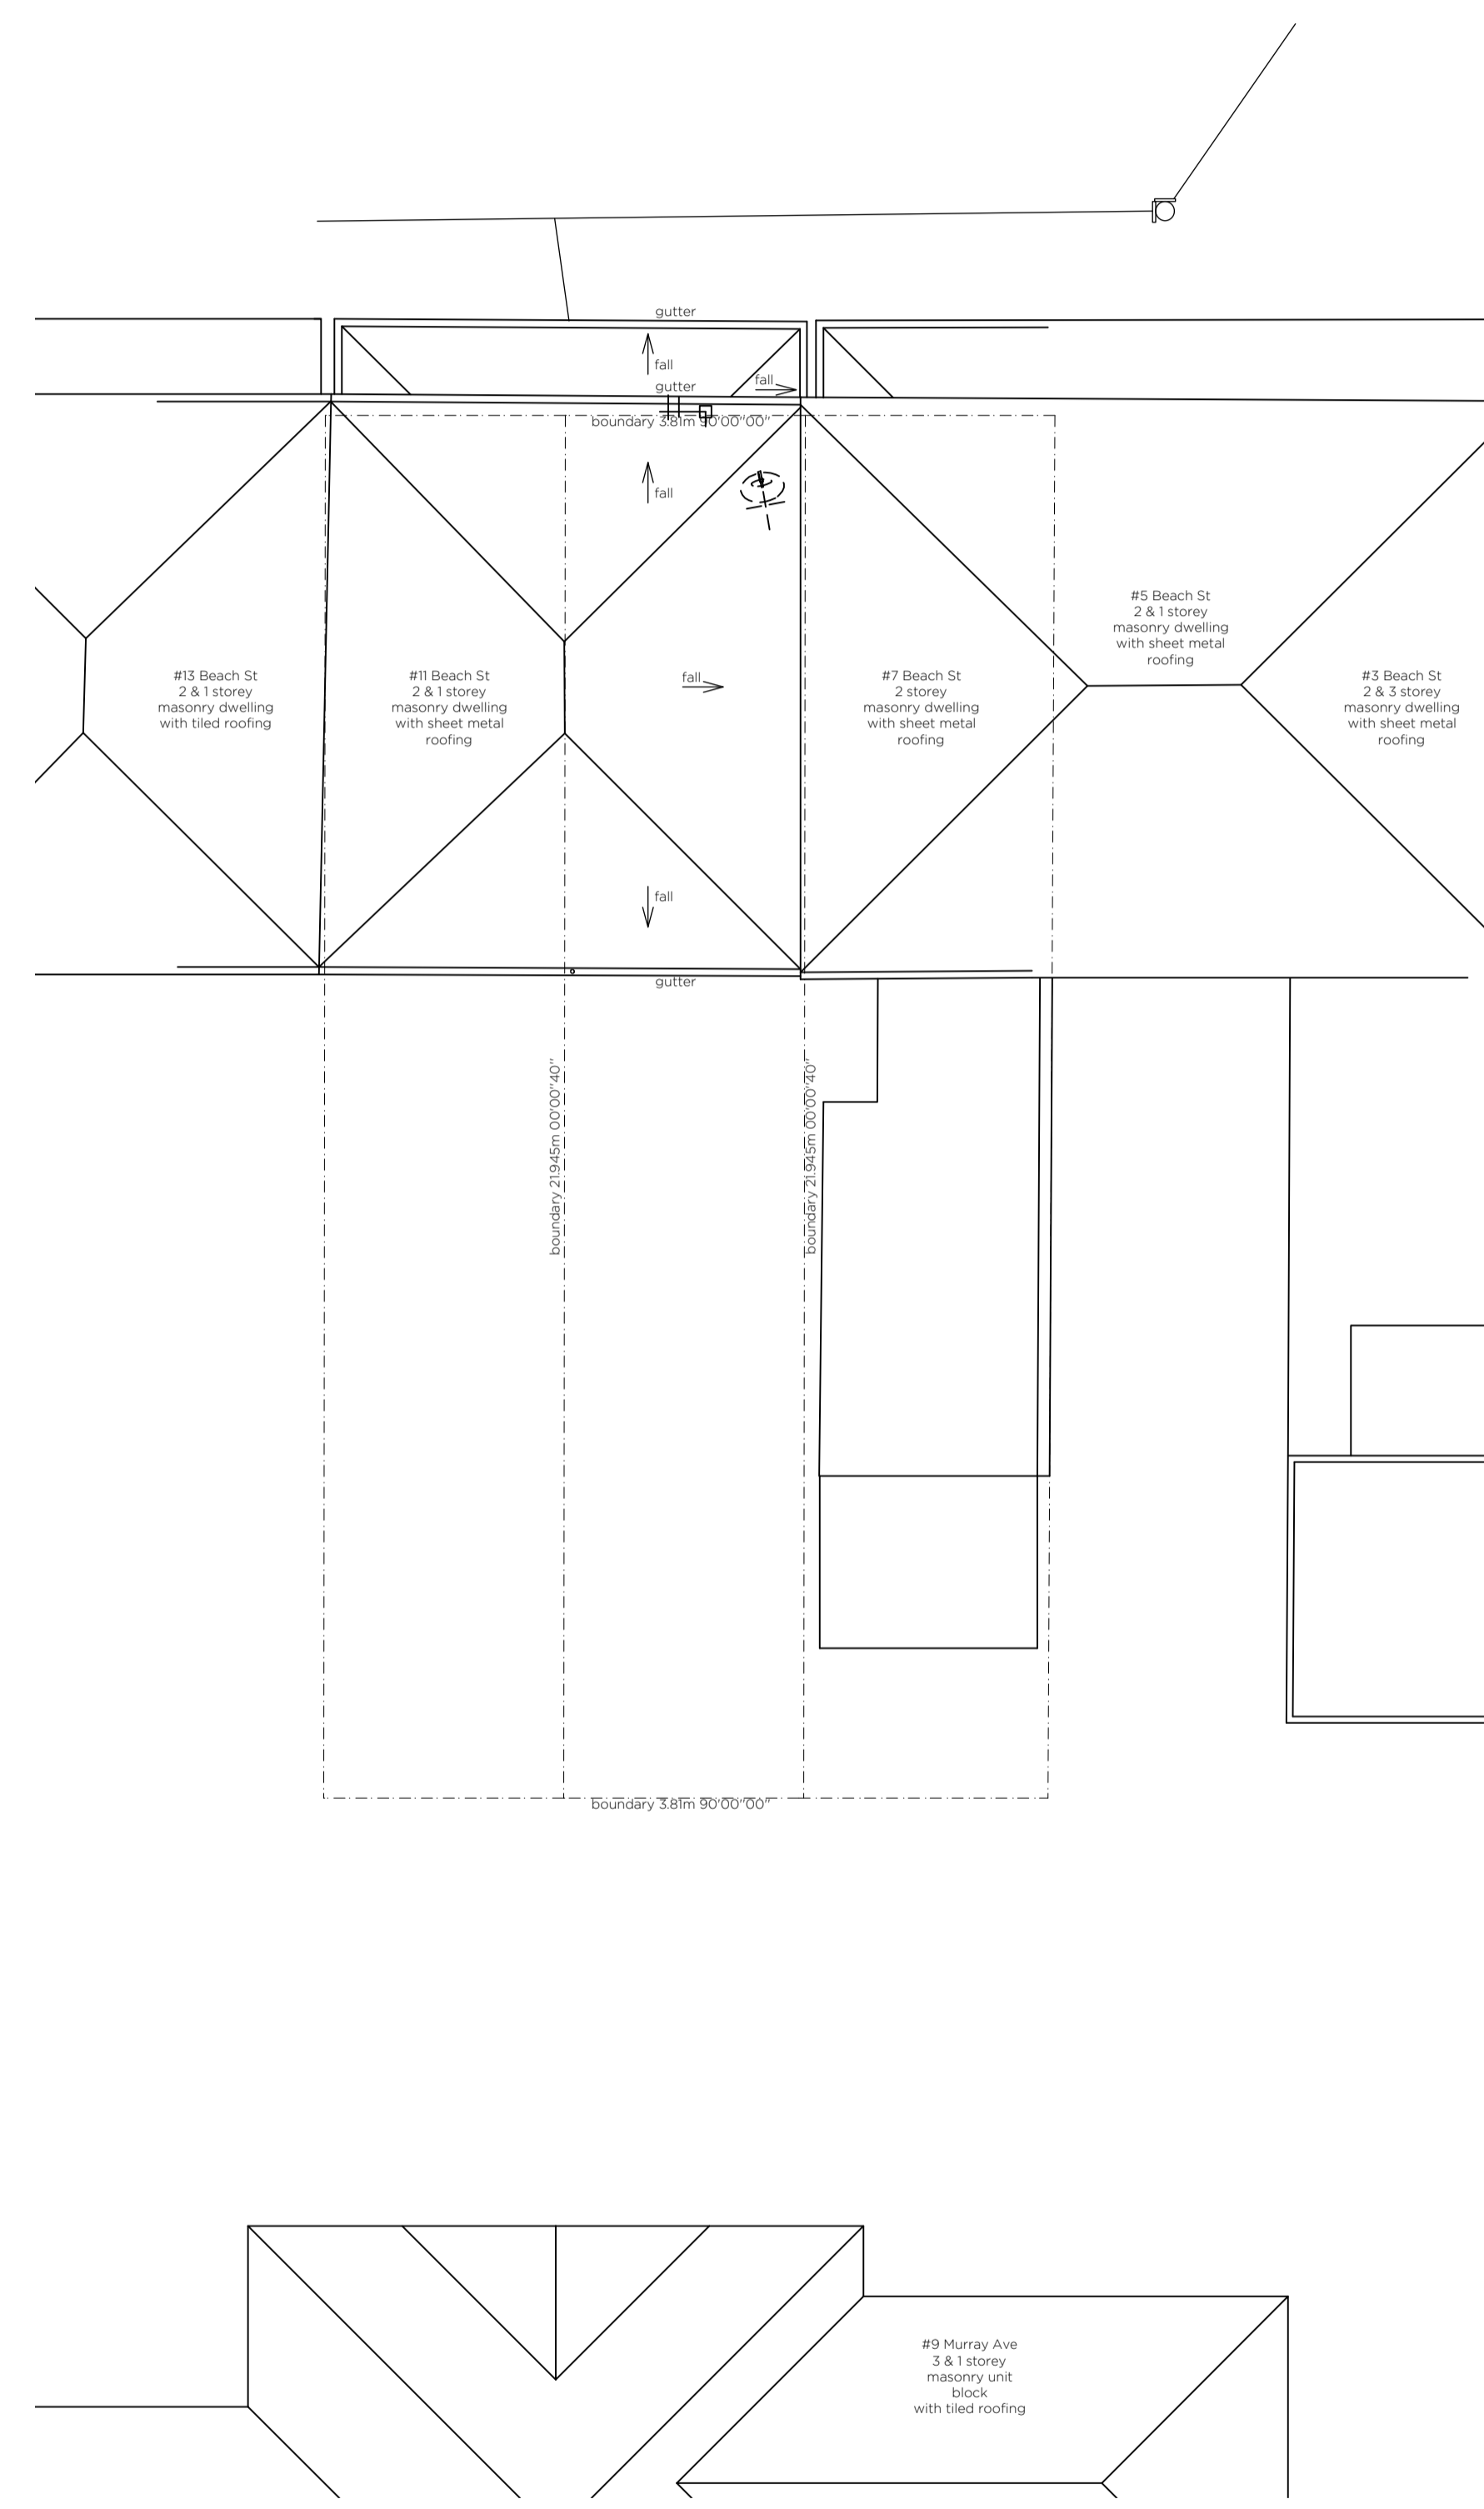 gutter
fall
fall
gutter
boundary 3.81m 90'00"00"
fall
#5 Beach St
2 & 1 storey
masonry dwelling
with sheet metal
roofing
#13 Beach St
2 & 1 storey
masonry dwelling
with tiled roofing
#11 Beach St
2 & 1 storey
masonry dwelling
with sheet metal
roofing
fall
#7 Beach St
2 storey
masonry dwelling
with sheet metal
roofing
#3 Beach St
2 & 3 storey
masonry dwelling
with sheet metal
roofing
fall
gutter
boundary 21.945m 00'00"40"
boundary 21.945m 00'00"40"
boundary 3.81m 90'00"00"
#9 Murray Ave
3 & 1 storey
masonry unit
block
with tiled roofing